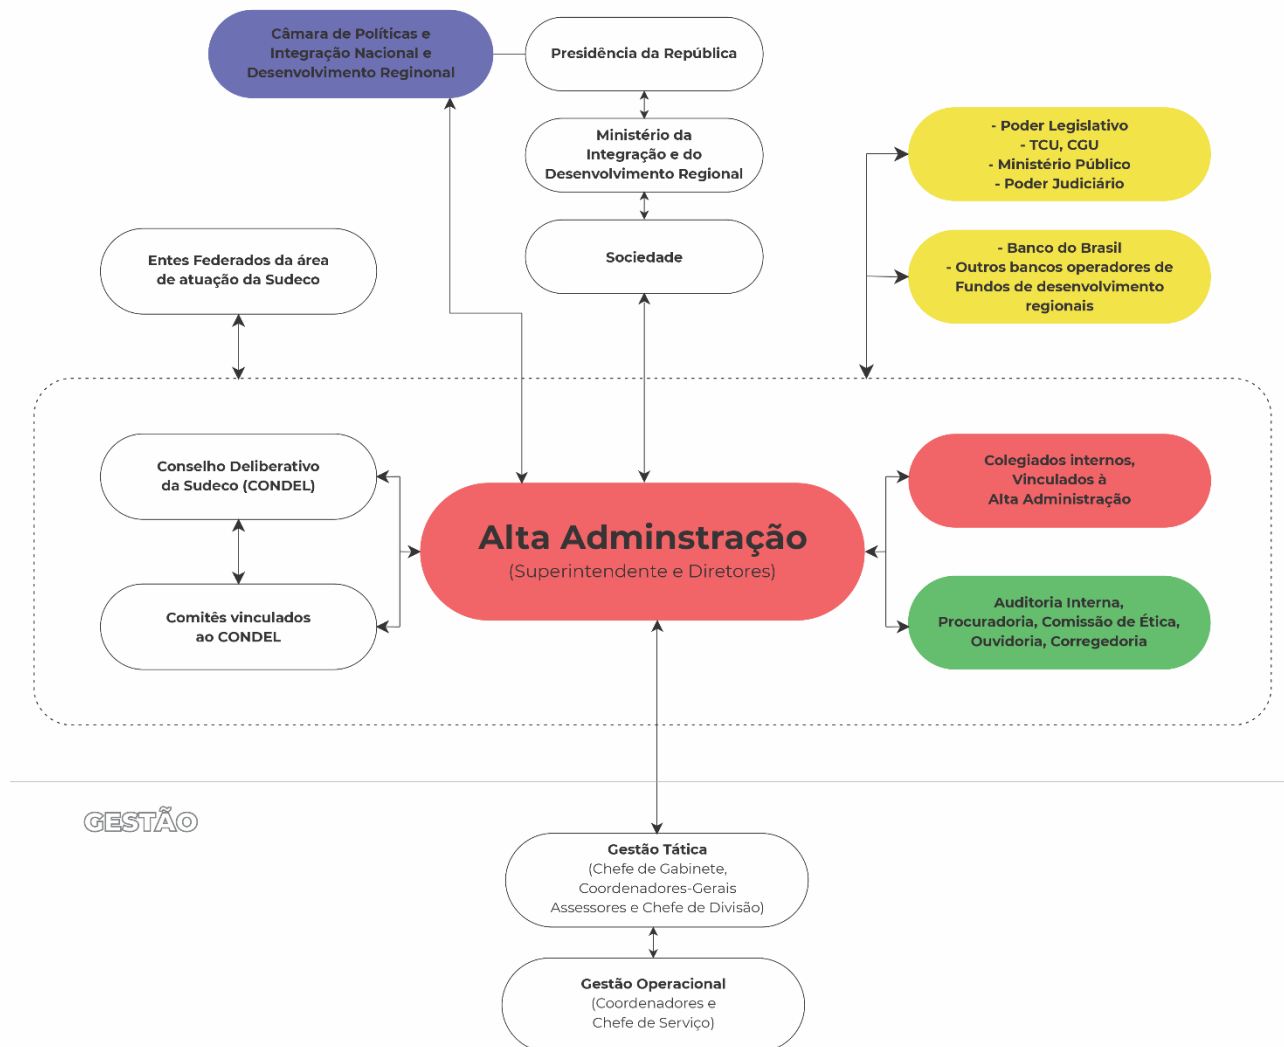 Câmara de Políticas e
Integração Nacional e
Desenvolvimento Reginonal
Presidência da República
Ministério da
Integração e do
Desenvolvimento Regional
- Poder Legislativo
- TCU, CGU
- Ministério Público
- Poder Judiciário
Entes Federados da área
de atuação da Sudeco
Sociedade
- Banco do Brasil
- Outros bancos operadores de
Fundos de desenvolvimento
regionais
Conselho Deliberativo
da Sudeco (CONDEL)
Colegiados internos,
Vinculados à
Alta Administração
Alta Adminstração
(Superintendente e Diretores)
Comitês vinculados
ao CONDEL
Auditoria Interna,
Procuradoria, Comissão de Ética,
Ouvidoria, Corregedoria
GESTÃO
Gestão Tática
(Chefe de Gabinete,
Coordenadores-Gerais
Assessores e Chefe de Divisão)
Gestão Operacional
(Coordenadores e
Chefe de Serviço)